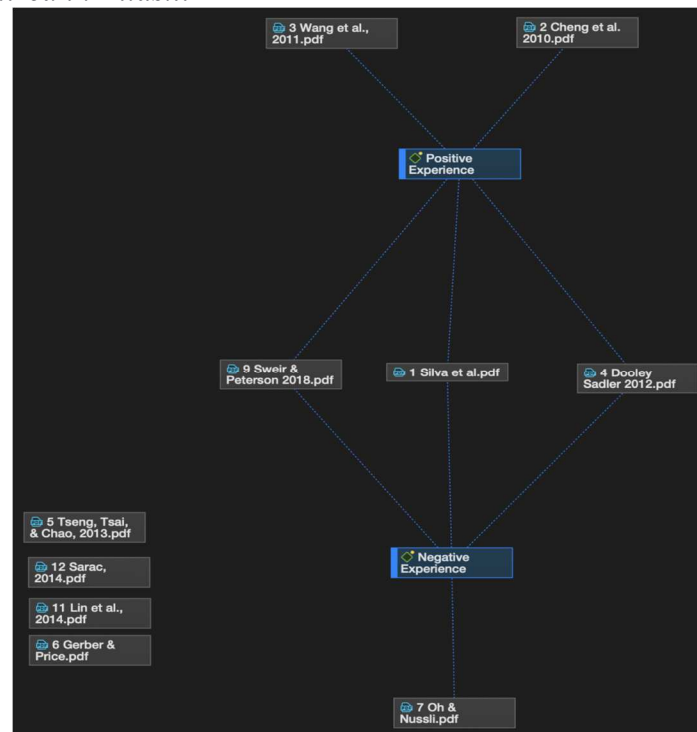 3 Wang et al.,
2011.pdf
2 Cheng et al.
2010.pdf
Positive
Experience
9 Sweir &
Peterson 2018.pdf
1 Silva et al.pdf
4 Dooley
Sadler 2012.pdf
5 Tseng, Tsai,
& Chao, 2013.pdf
12 Sarac,
2014.pdf
11 Lin et al.,
2014.pdf
6 Gerber &
Price.pdf
Negative
Experience
7 Oh &
Nussli.pdf